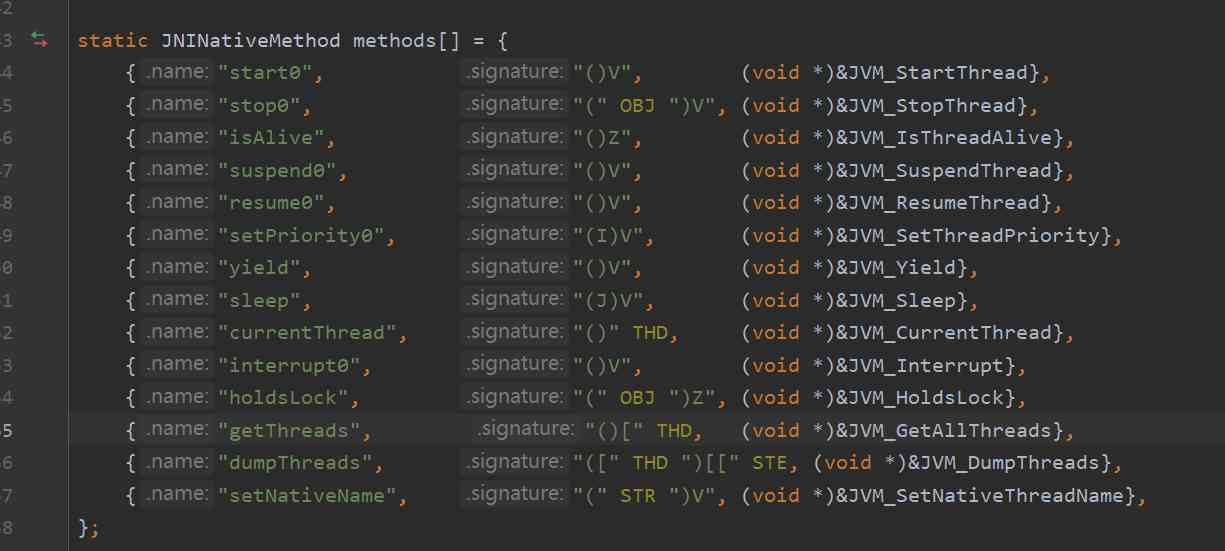 2
3 static JNINativeMethod methods[] = {
4 { .name: "start0", .signature: "()V", (void *)&JVM_StartThread},
5 { .name: "stop0", .signature: "(" OBJ ")V", (void *)&JVM_StopThread},
6 { .name: "isAlive", .signature: "()Z", (void *)&JVM_IsThreadAlive},
7 { .name: "suspend0", .signature: "()V", (void *)&JVM_SuspendThread},
8 { .name: "resume0", .signature: "()V", (void *)&JVM_ResumeThread},
9 { .name: "setPriority0", .signature: "(I)V", (void *)&JVM_SetThreadPriority},
0 { .name: "yield", .signature: "()V", (void *)&JVM_Yield},
1 { .name: "sleep", .signature: "(J)V", (void *)&JVM_Sleep},
2 { .name: "currentThread", .signature: "()" THD, (void *)&JVM_CurrentThread},
3 { .name: "interrupt0", .signature: "()V", (void *)&JVM_Interrupt},
4 { .name: "holdsLock", .signature: "(" OBJ ")Z", (void *)&JVM_HoldsLock},
5 { .name: "getThreads", .signature: "()[" THD, (void *)&JVM_GetAllThreads},
6 { .name: "dumpThreads", .signature: "([" THD ")[[" STE, (void *)&JVM_DumpThreads},
7 { .name: "setNativeName", .signature: "(" STR ")V", (void *)&JVM_SetNativeThreadName},
8 };